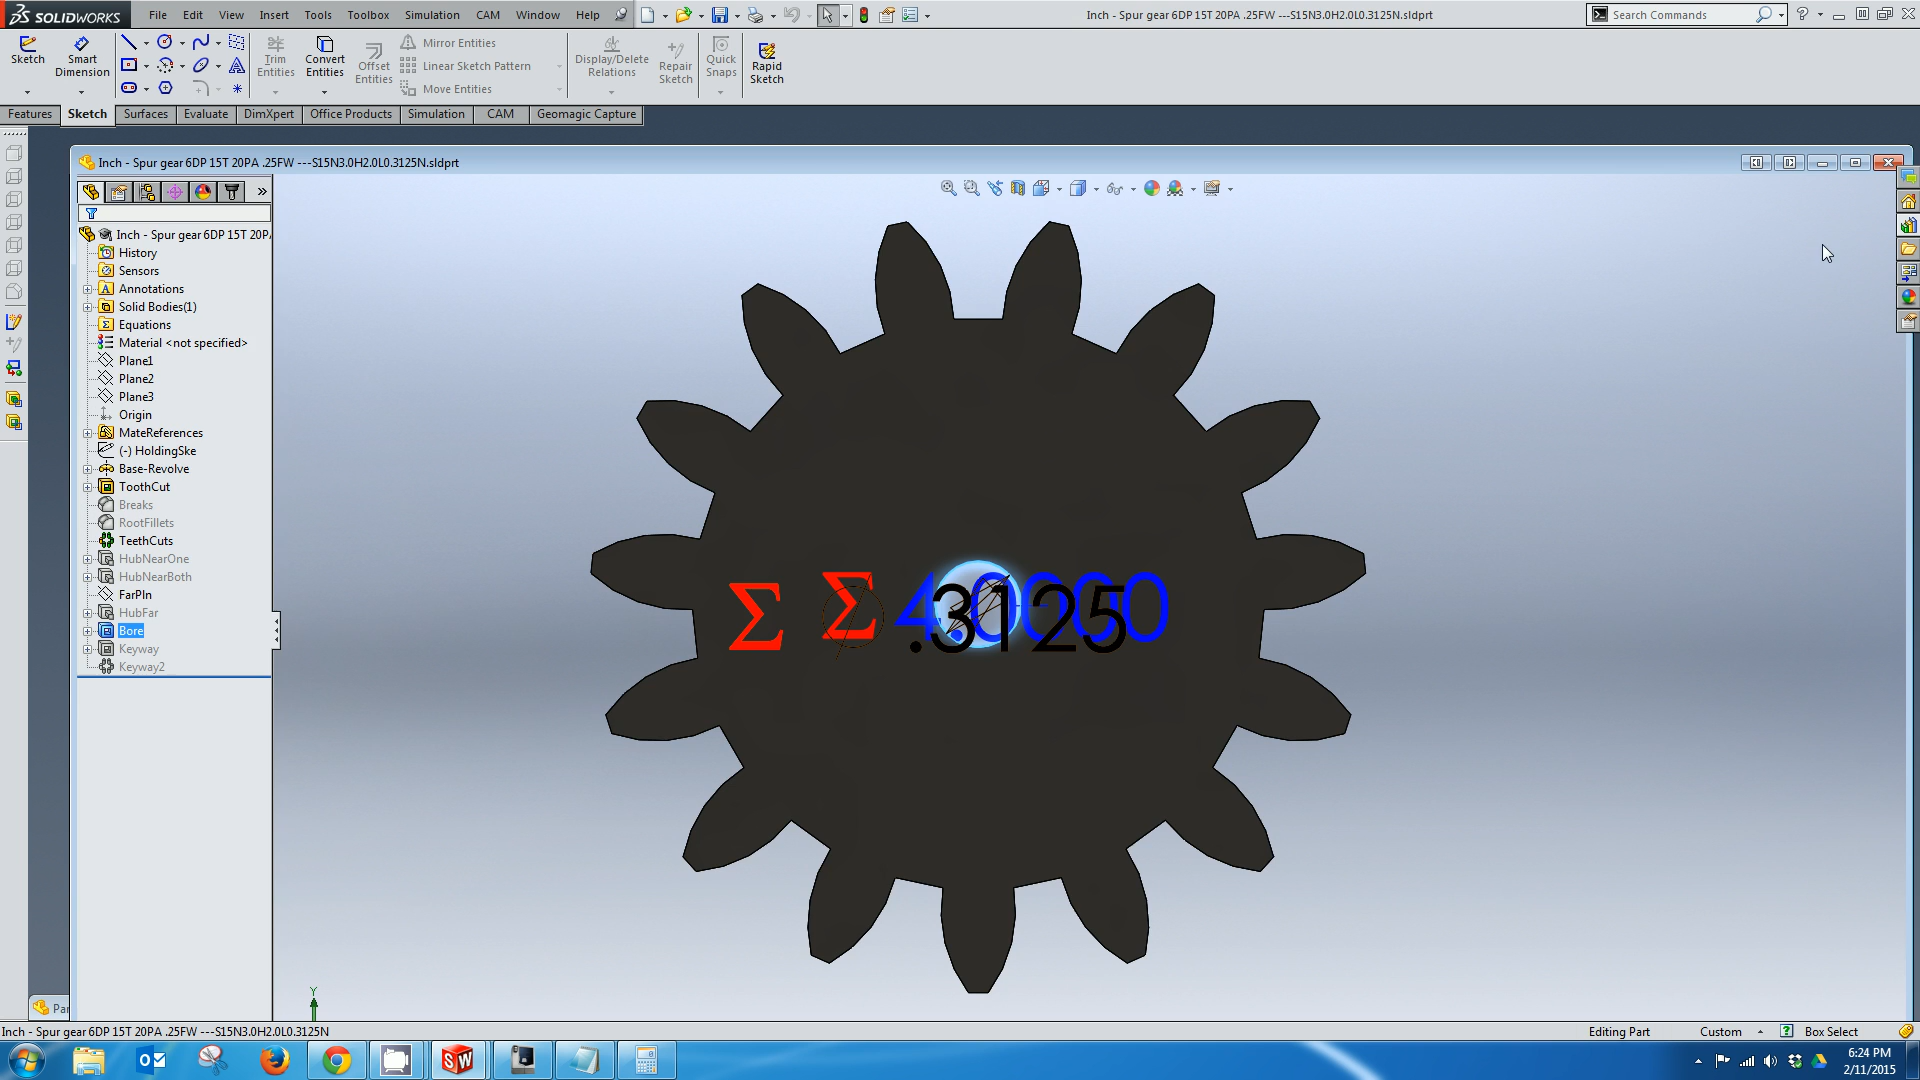 SOLIDWORKS File Edit View Insert Tools Toolbox Simulation CAM Window Help Inch - Spur gear 6DP 15T 20PA .25FW ---S15N3.0H2.0L0.3125N.sldprt Search Commands
Sketch Smart Dimension Trim Entities Convert Entities Offset Entities Mirror Entities Linear Sketch Pattern Move Entities Display/Delete Relations Repair Sketch Quick Snaps Rapid Sketch
Features Sketch Surfaces Evaluate DimXpert Office Products Simulation CAM Geomagic Capture
Inch - Spur gear 6DP 15T 20PA .25FW ---S15N3.0H2.0L0.3125N.sldprt
Inch - Spur gear 6DP 15T 20P
History
Sensors
Annotations
Solid Bodies(1)
Equations
Material <not specified>
Plane1
Plane2
Plane3
Origin
MateReferences
(-) HoldingSke
Base-Revolve
ToothCut
Breaks
RootFillets
TeethCuts
HubNearOne
HubNearBoth
FarPln
HubFar
Bore
Keyway
Keyway2
Σ Σ 4.0000
.3125
Y
Par
Inch - Spur gear 6DP 15T 20PA .25FW ---S15N3.0H2.0L0.3125N Editing Part Custom Box Select
6:24 PM
2/11/2015